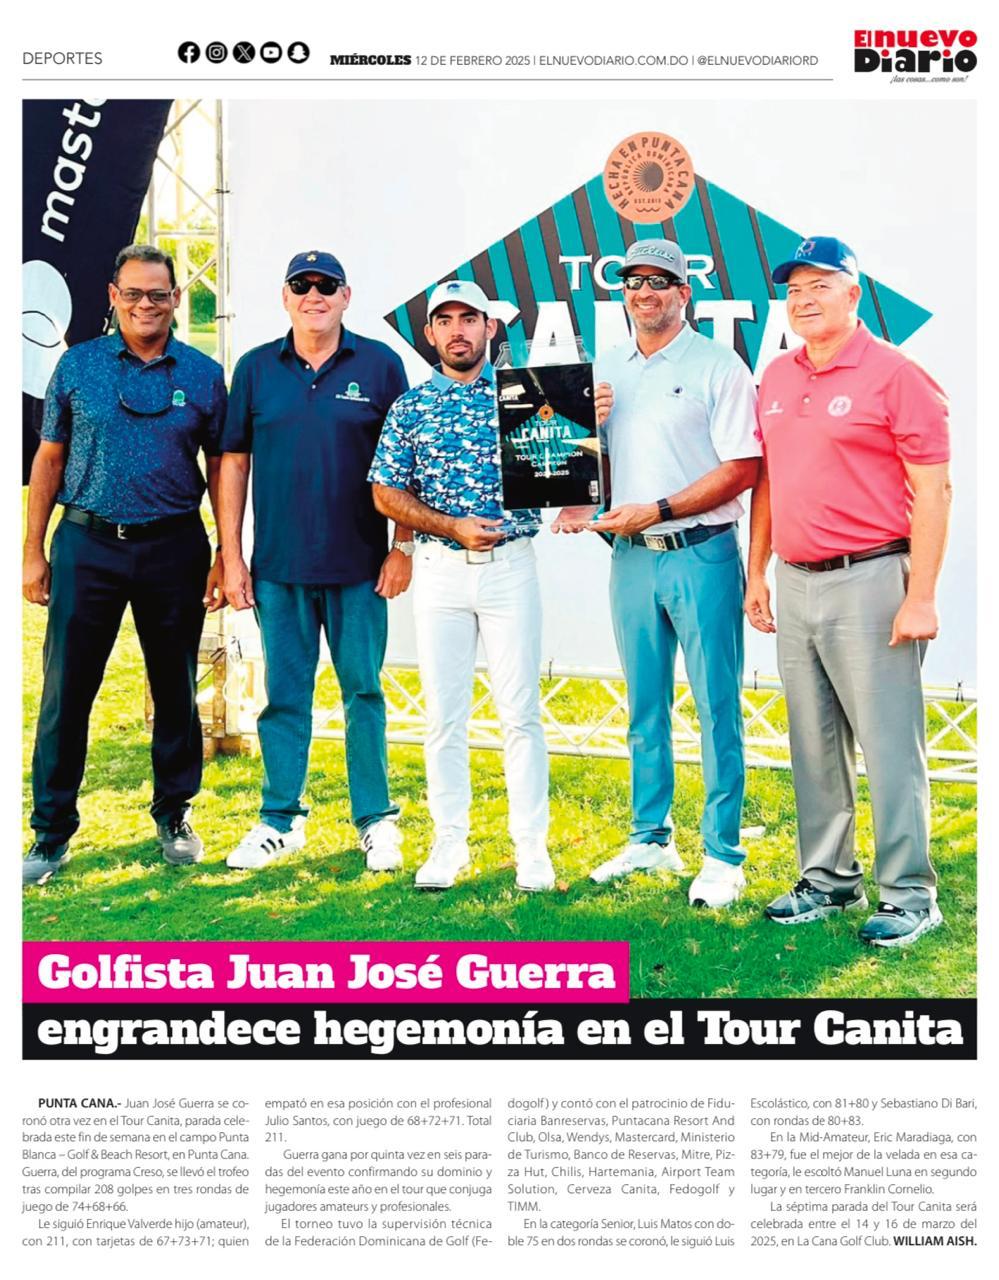 DEPORTES
MIÉRCOLES 12 DE FEBRERO 2025 | ELNUEVODIARIO.COM.DO | @ELNUEVODIARIORD
El nuevo
Diario
¡las cosas...como son!
mast
HECHA EN PUNTA CANA
REPÚBLICA DOMINICANA
EST. 2013
TOUR
CANITA
Titleist
CANITA
TOUR
CANITA
TOUR CHAMPION
CAMPEÓN
2024-2025
Golfista Juan José Guerra
engrandece hegemonía en el Tour Canita
PUNTA CANA.- Juan José Guerra se co-
ronó otra vez en el Tour Canita, parada cele-
brada este fin de semana en el campo Punta
Blanca – Golf & Beach Resort, en Punta Cana.
Guerra, del programa Creso, se llevó el trofeo
tras compilar 208 golpes en tres rondas de
juego de 74+68+66.
Le siguió Enrique Valverde hijo (amateur),
con 211, con tarjetas de 67+73+71; quien
empató en esa posición con el profesional
Julio Santos, con juego de 68+72+71. Total
211.
Guerra gana por quinta vez en seis para-
das del evento confirmando su dominio y
hegemonía este año en el tour que conjuga
jugadores amateurs y profesionales.
El torneo tuvo la supervisión técnica
de la Federación Dominicana de Golf (Fe-
dogolf) y contó con el patrocinio de Fidu-
ciaria Banreservas, Puntacana Resort And
Club, Olsa, Wendys, Mastercard, Ministerio
de Turismo, Banco de Reservas, Mitre, Piz-
za Hut, Chilis, Hartemania, Airport Team
Solution, Cerveza Canita, Fedogolf y
TIMM.
En la categoría Senior, Luis Matos con do-
ble 75 en dos rondas se coronó, le siguió Luis
Escolástico, con 81+80 y Sebastiano Di Bari,
con rondas de 80+83.
En la Mid-Amateur, Eric Maradiaga, con
83+79, fue el mejor de la velada en esa ca-
tegoría, le escoltó Manuel Luna en segundo
lugar y en tercero Franklin Cornelio.
La séptima parada del Tour Canita será
celebrada entre el 14 y 16 de marzo del
2025, en La Cana Golf Club. WILLIAM AISH.